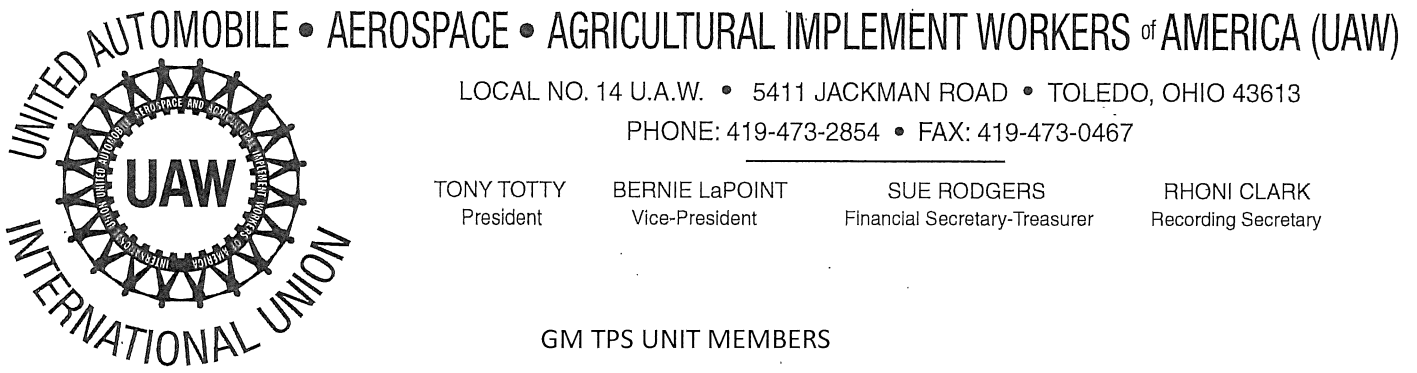 UNITED AUTOMOBILE • AEROSPACE • AGRICULTURAL IMPLEMENT WORKERS of AMERICA (UAW)
INTERNATIONAL UNION
INTERNATIONAL UNION UNITED AUTOMOBILE AEROSPACE AND AGRICULTURAL IMPLEMENT WORKERS OF AMERICA
UAW
LOCAL NO. 14 U.A.W. • 5411 JACKMAN ROAD • TOLEDO, OHIO 43613
PHONE: 419-473-2854 • FAX: 419-473-0467
TONY TOTTY BERNIE LaPOINT SUE RODGERS RHONI CLARK
President Vice-President Financial Secretary-Treasurer Recording Secretary
GM TPS UNIT MEMBERS